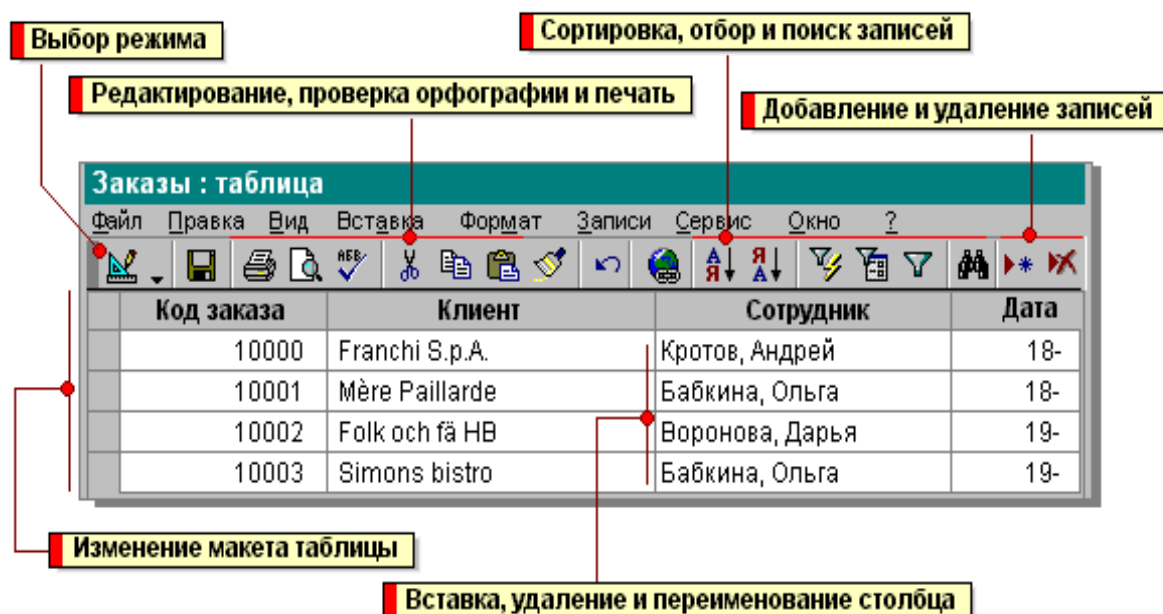 Выбор режима
Сортировка, отбор и поиск записей
Редактирование, проверка орфографии и печать
Добавление и удаление записей
Заказы : таблица
Файл Правка Вид Вставка Формат Записи Сервис Окно ?
Код заказа Клиент Сотрудник Дата
10000 Franchi S.p.A. Кротов, Андрей 18-
10001 Mère Paillarde Бабкина, Ольга 18-
10002 Folk och fä HB Воронова, Дарья 19-
10003 Simons bistro Бабкина, Ольга 19-
Изменение макета таблицы
Вставка, удаление и переименование столбца